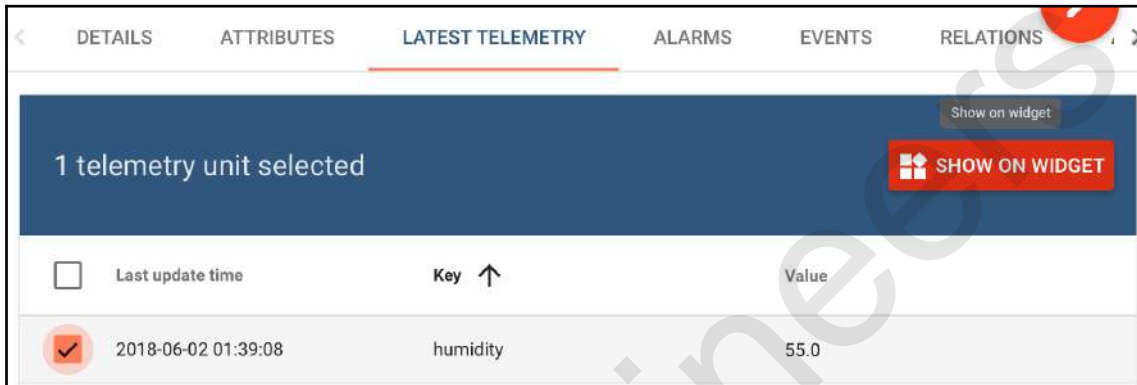 DETAILS ATTRIBUTES LATEST TELEMETRY ALARMS EVENTS RELATIONS
Show on widget
1 telemetry unit selected SHOW ON WIDGET
Last update time Key Value
2018-06-02 01:39:08 humidity 55.0